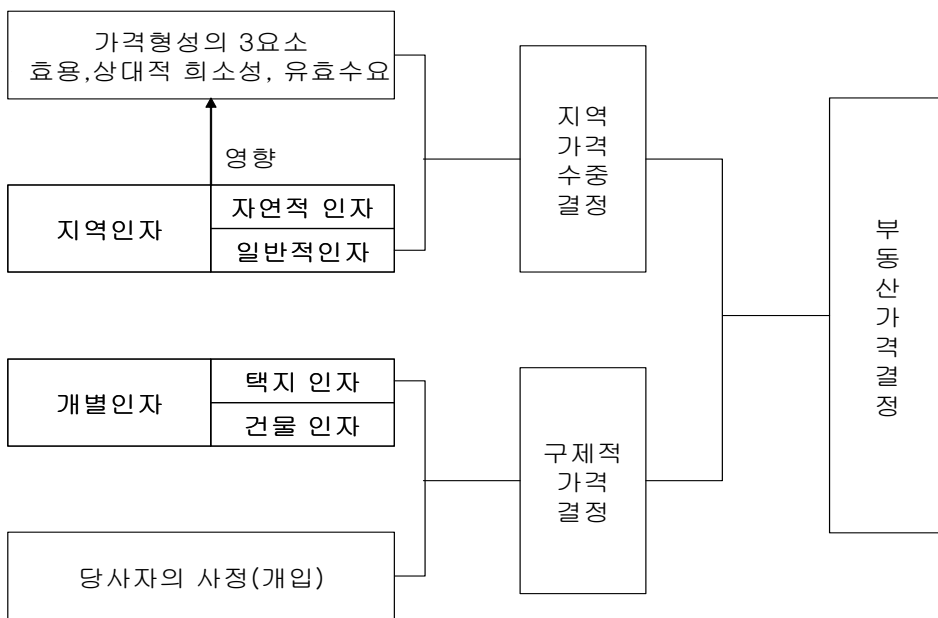 가격형성의 3요소
효용,상대적 희소성, 유효수요
영향
지역인자
자연적 인자
일반적인자
개별인자
택지 인자
건물 인자
당사자의 사정(개입)
지역
가격
수중
결정
구제적
가격
결정
부
동
산
가
격
결
정